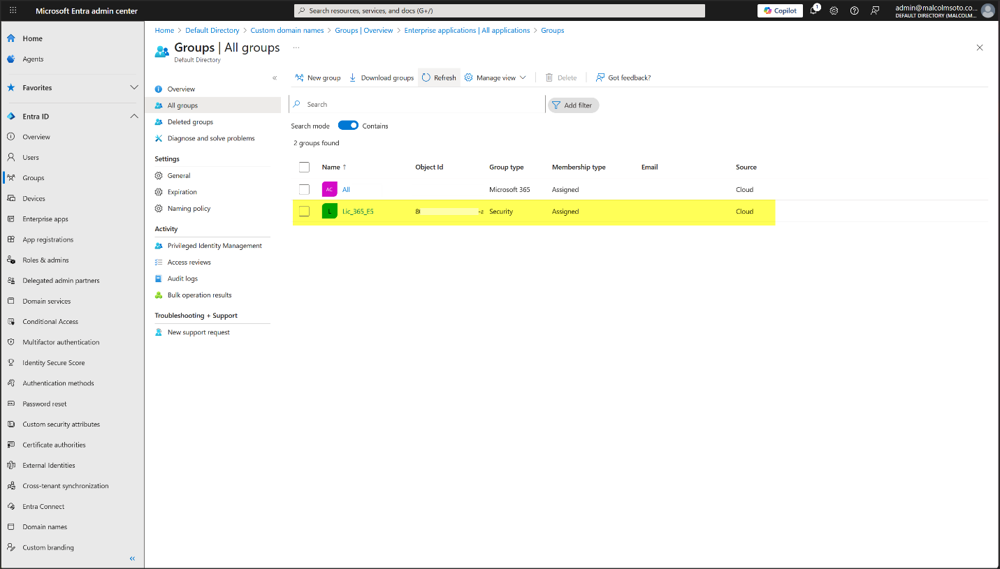 Microsoft Entra admin center
Search resources, services, and docs (G+/)
Copilot
1
admin@malcolmsoto.co...
DEFAULT DIRECTORY (MALCOLM...
Home
Agents
Favorites
Entra ID
Overview
Users
Groups
Devices
Enterprise apps
App registrations
Roles & admins
Delegated admin partners
Domain services
Conditional Access
Multifactor authentication
Identity Secure Score
Authentication methods
Password reset
Custom security attributes
Certificate authorities
External Identities
Cross-tenant synchronization
Entra Connect
Domain names
Custom branding
Home > Default Directory > Custom domain names > Groups | Overview > Enterprise applications | All applications > Groups
Groups | All groups ...
Default Directory
Overview
All groups
Deleted groups
Diagnose and solve problems
Settings
General
Expiration
Naming policy
Activity
Privileged Identity Management
Access reviews
Audit logs
Bulk operation results
Troubleshooting + Support
New support request
New group Download groups Refresh Manage view Delete Got feedback?
Search
Add filter
Search mode Contains
2 groups found
Name ↑ Object Id Group type Membership type Email Source
AC All Microsoft 365 Assigned Cloud
L Lic_365_E5 Security Assigned Cloud